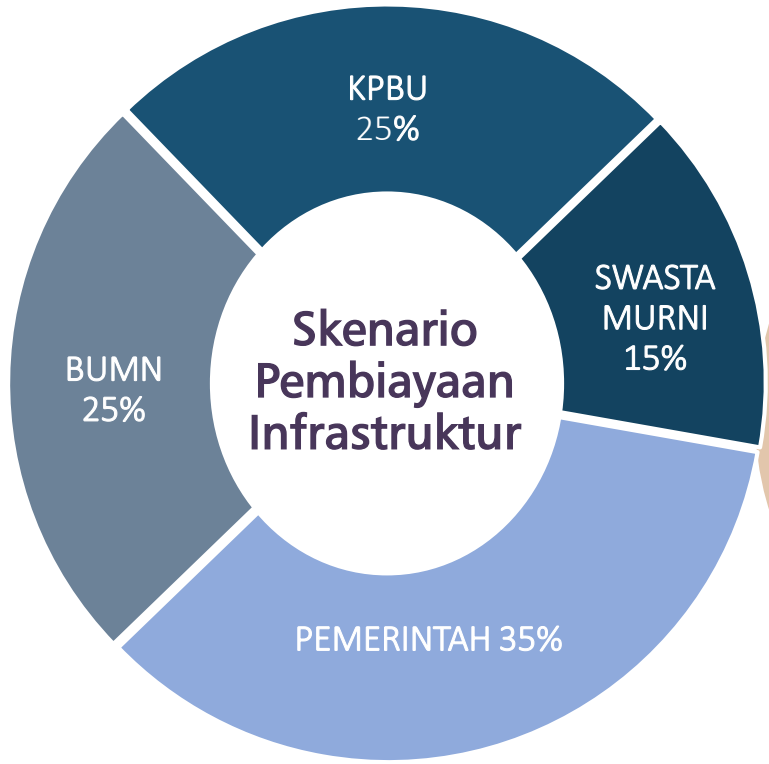 KPBU
25%
SWASTA
MURNI
15%
Skenario
Pembiayaan
Infrastruktur
BUMN
25%
PEMERINTAH 35%